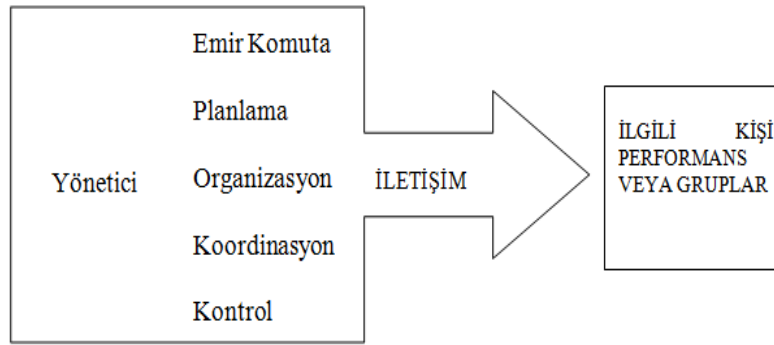 Emir Komuta
Planlama
Yönetici
Organizasyon
İLETİŞİM
Koordinasyon
Kontrol
İLGİLİ KİŞİ
PERFORMANS
VEYA GRUPLAR